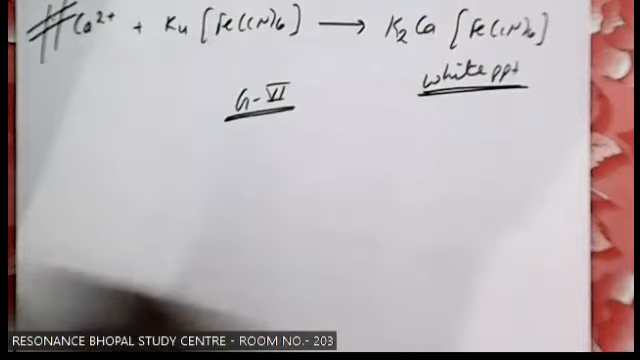 # Ca²⁺ + K₄ [Fe(CN)₆] ⟶ K₂Ca [Fe(CN)₆]
white ppt
G-VI
RESONANCE BHOPAL STUDY CENTRE - ROOM NO.- 203